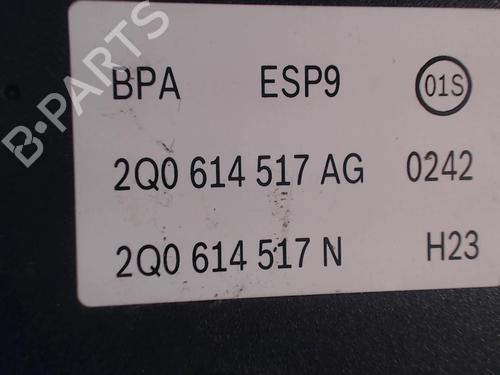 B-PARTS
BPA ESP9 01S
2Q0 614 517 AG 0242
2Q0 614 517 N H23